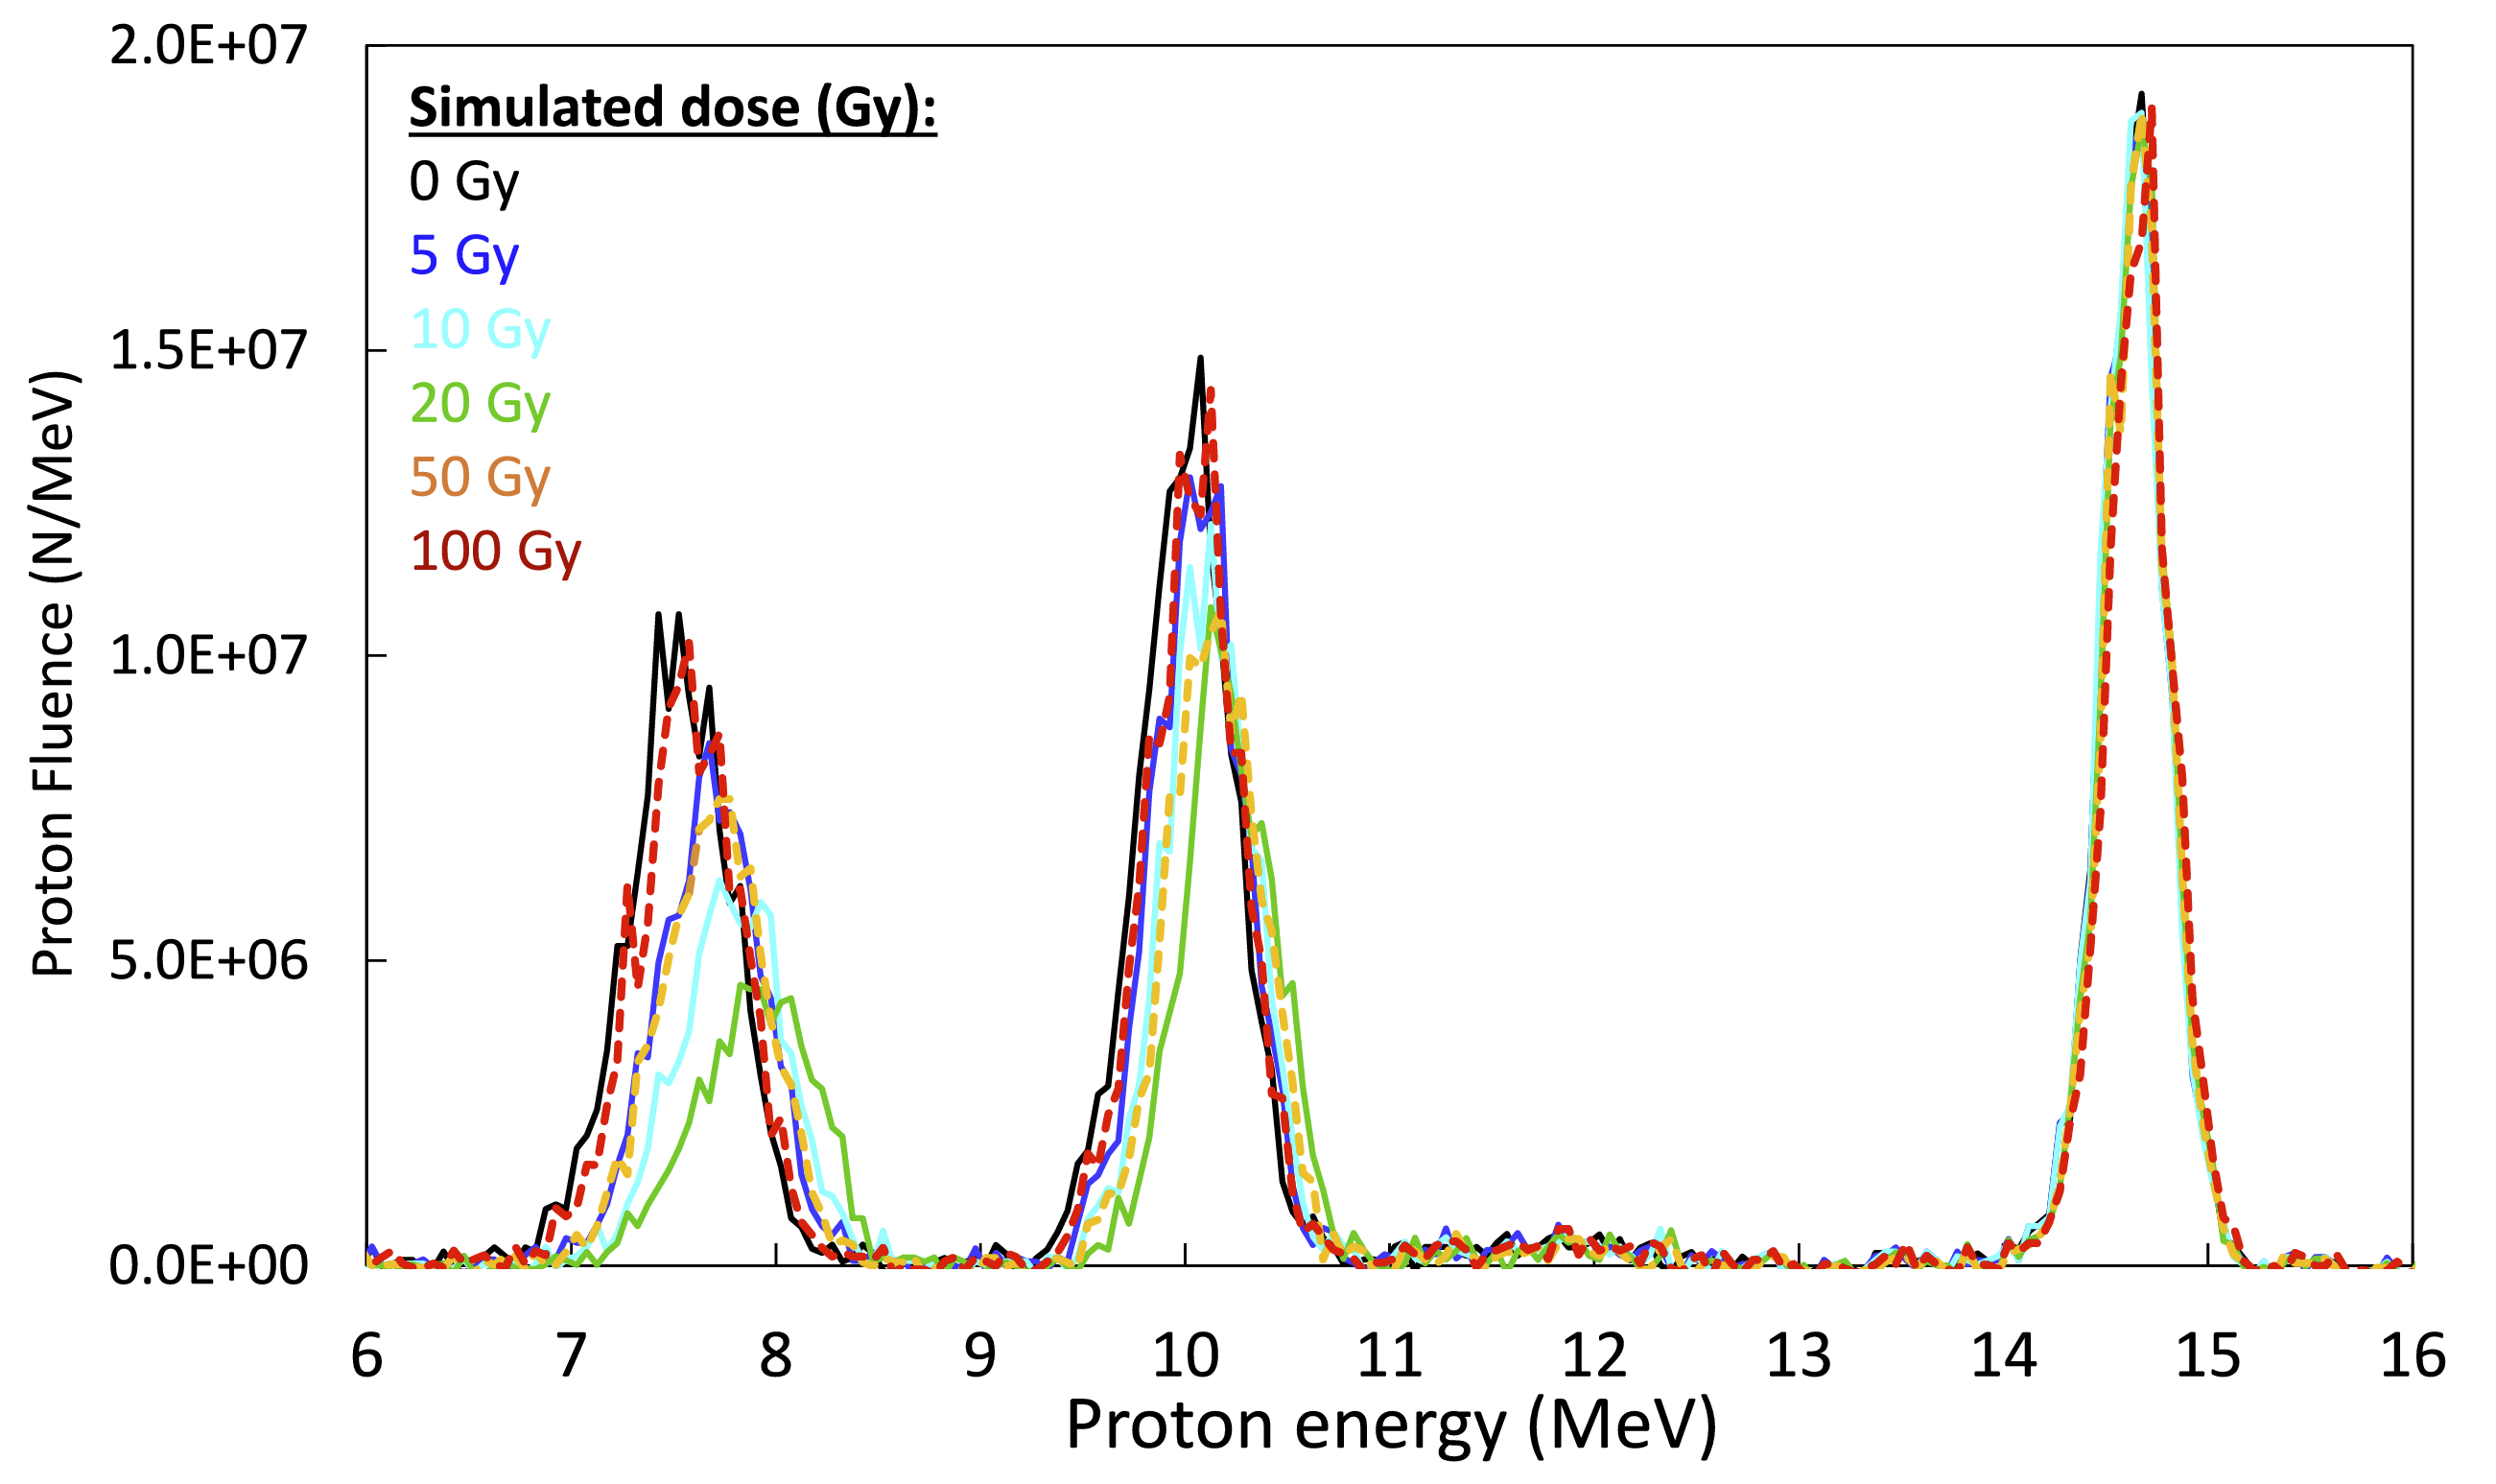 2.0E+07
1.5E+07
1.0E+07
5.0E+06
0.0E+00
Proton Fluence (N/MeV)
Simulated dose (Gy):
0 Gy
5 Gy
10 Gy
20 Gy
50 Gy
100 Gy
6 7 8 9 10 11 12 13 14 15 16
Proton energy (MeV)